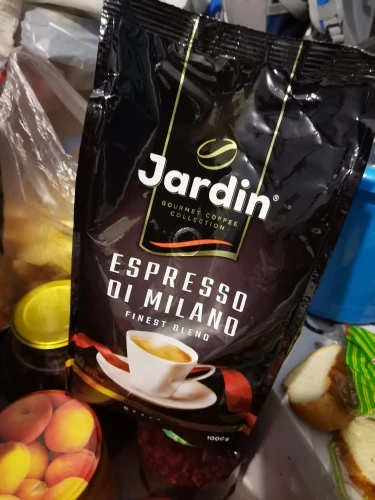 Jardin®
GOURMET COFFEE
COLLECTION
ESPRESSO
DI MILANO
FINEST BLEND
1000g